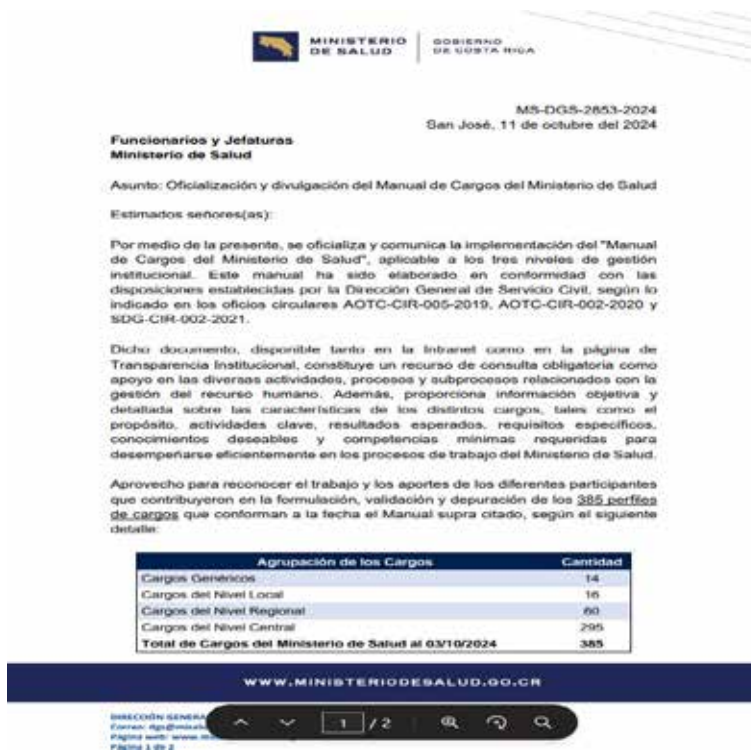 MINISTERIO
DE SALUD
GOBIERNO
DE COSTA RICA
MS-DGS-2853-2024
San José, 11 de octubre del 2024
Funcionarios y Jefaturas
Ministerio de Salud
Asunto: Oficialización y divulgación del Manual de Cargos del Ministerio de Salud
Estimados señores(as):
Por medio de la presente, se oficializa y comunica la implementación del "Manual
de Cargos del Ministerio de Salud", aplicable a los tres niveles de gestión
institucional. Este manual ha sido elaborado en conformidad con las
disposiciones establecidas por la Dirección General de Servicio Civil, según lo
indicado en los oficios circulares AOTC-CIR-005-2019, AOTC-CIR-002-2020 y
SDG-CIR-002-2021.
Dicho documento, disponible tanto en la Intranet como en la página de
Transparencia Institucional, constituye un recurso de consulta obligatoria como
apoyo en las diversas actividades, procesos y subprocesos relacionados con la
gestión del recurso humano. Además, proporciona información objetiva y
detallada sobre las características de los distintos cargos, tales como el
propósito, actividades clave, resultados esperados, requisitos específicos,
conocimientos deseables y competencias mínimas requeridas para
desempeñarse eficientemente en los procesos de trabajo del Ministerio de Salud.
Aprovecho para reconocer el trabajo y los aportes de los diferentes participantes
que contribuyeron en la formulación, validación y depuración de los 385 perfiles
de cargos que conforman a la fecha el Manual supra citado, según el siguiente
detalle:
Agrupación de los Cargos Cantidad
Cargos Genéricos 14
Cargos del Nivel Local 16
Cargos del Nivel Regional 60
Cargos del Nivel Central 295
Total de Cargos del Ministerio de Salud al 03/10/2024 385
WWW.MINISTERIODESALUD.GO.CR
DIRECCIÓN GENERA
Correo:
Página web: www.
Página 1 de 2
1 / 2